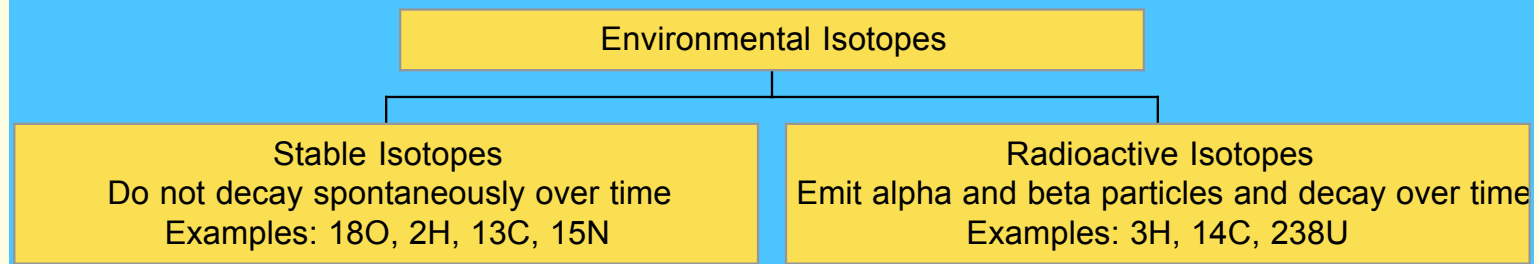 Environmental Isotopes
Stable Isotopes
Do not decay spontaneously over time
Examples: 18O, 2H, 13C, 15N
Radioactive Isotopes
Emit alpha and beta particles and decay over time
Examples: 3H, 14C, 238U